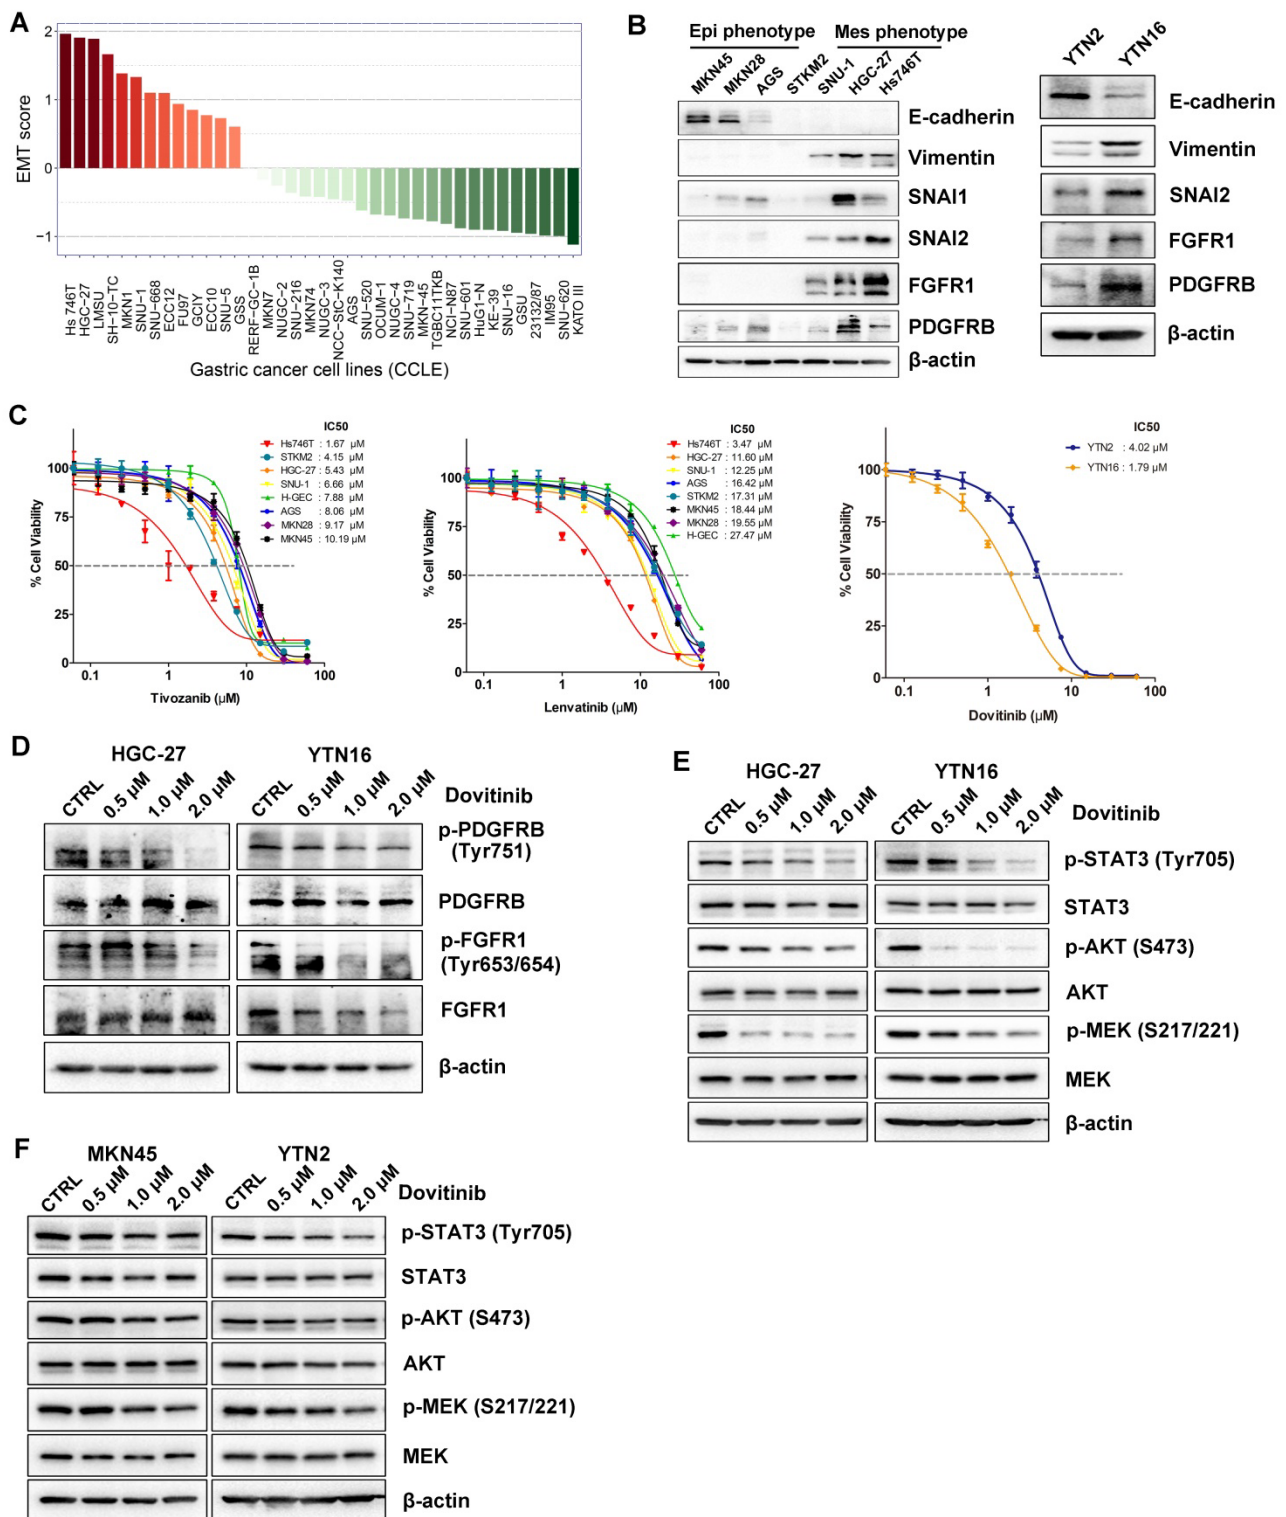 A
EMT score
2
1
0
−1
Hs 746T
HGC−27
LMSU
SH−10−TC
MKN1
SNU−1
SNU−668
ECC12
FU97
GCIY
ECC10
SNU−5
GSS
RERF−GC−1B
MKN7
NUGC−2
SNU−216
MKN74
NUGC−3
NCC−StC−K140
AGS
SNU−520
OCUM−1
NUGC−4
SNU−719
MKN−45
TGBC11TKB
NCI−N87
SNU−601
HuG1−N
KE−39
SNU−16
GSU
23132/87
IM95
SNU−620
KATO III
Gastric cancer cell lines (CCLE)
B
Epi phenotype Mes phenotype
MKN45 MKN28 AGS STKM2 SNU-1 HGC-27 Hs746T
E-cadherin
Vimentin
SNAI1
SNAI2
FGFR1
PDGFRB
β-actin
YTN2 YTN16
E-cadherin
Vimentin
SNAI2
FGFR1
PDGFRB
β-actin
C
% Cell Viability
100
75
50
25
0
0.1 1 10 100
Tivozanib (μM)
IC50
Hs746T : 1.67 μM
STKM2 : 4.15 μM
HGC-27 : 5.43 μM
SNU-1 : 6.66 μM
H-GEC : 7.88 μM
AGS : 8.06 μM
MKN28 : 9.17 μM
MKN45 : 10.19 μM
% Cell Viability
100
75
50
25
0
0.1 1 10 100
Lenvatinib (μM)
IC50
Hs746T : 3.47 μM
HGC-27 : 11.60 μM
SNU-1 : 12.25 μM
AGS : 16.42 μM
STKM2 : 17.31 μM
MKN45 : 18.44 μM
MKN28 : 19.55 μM
H-GEC : 27.47 μM
% Cell Viability
100
75
50
25
0
0.1 1 10 100
Dovitinib (μM)
IC50
YTN2 : 4.02 μM
YTN16 : 1.79 μM
D
HGC-27 YTN16
CTRL 0.5 μM 1.0 μM 2.0 μM CTRL 0.5 μM 1.0 μM 2.0 μM Dovitinib
p-PDGFRB
(Tyr751)
PDGFRB
p-FGFR1
(Tyr653/654)
FGFR1
β-actin
E
HGC-27 YTN16
CTRL 0.5 μM 1.0 μM 2.0 μM CTRL 0.5 μM 1.0 μM 2.0 μM Dovitinib
p-STAT3 (Tyr705)
STAT3
p-AKT (S473)
AKT
p-MEK (S217/221)
MEK
β-actin
F
MKN45 YTN2
CTRL 0.5 μM 1.0 μM 2.0 μM CTRL 0.5 μM 1.0 μM 2.0 μM Dovitinib
p-STAT3 (Tyr705)
STAT3
p-AKT (S473)
AKT
p-MEK (S217/221)
MEK
β-actin